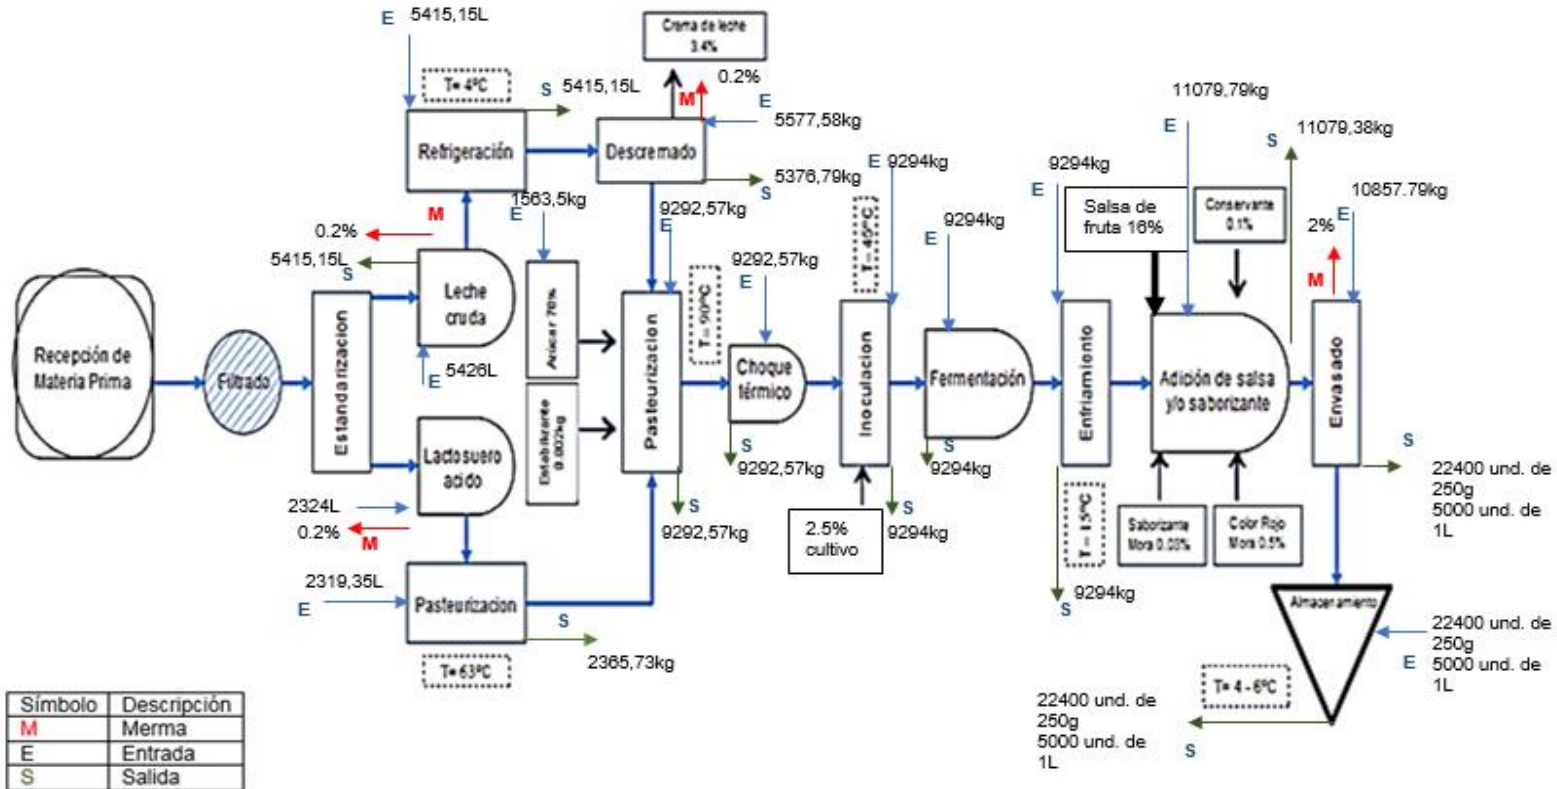 E 5415,15L
T= 4ºC
S 5415,15L
Refrigeración
Crema de leche
3.4%
M
0.2%
E
5577,58kg
Descremado
5376,79kg
S
M
0.2%
5415,15L
S
Leche
cruda
E 5426L
Recepción de
Materia Prima
Filtrado
Estandarizacion
Lactosuero
acido
2324L
0.2%
M
2319,35L
E
Pasteurizacion
S
2365,73kg
T= 63ºC
1563,5kg
E
Azúcar 76%
Estabilizante
0.002kg
9292,57kg
E
Pasteurizacion
T = 90ºC
S
9292,57kg
9292,57kg
E
Choque
térmico
S
9292,57kg
T = 45ºC
E
9294kg
Inoculacion
2.5%
cultivo
S
9294kg
9294kg
E
Fermentación
S
9294kg
9294kg
E
Enfriamiento
T = 15ºC
9294kg
S
Salsa de
fruta 16%
11079,79kg
E
Conservante
0.1%
S
11079,38kg
Adición de salsa
y/o saborizante
Saborizante
Mora 0.03%
Color Rojo
Mora 0.5%
10857.79kg
2%
E
M
Envasado
S
22400 und. de
250g
5000 und. de
1L
Almacenamiento
22400 und. de
250g
E 5000 und. de
1L
T= 4 - 6ºC
22400 und. de
250g
5000 und. de
1L
S
Símbolo Descripción
M Merma
E Entrada
S Salida